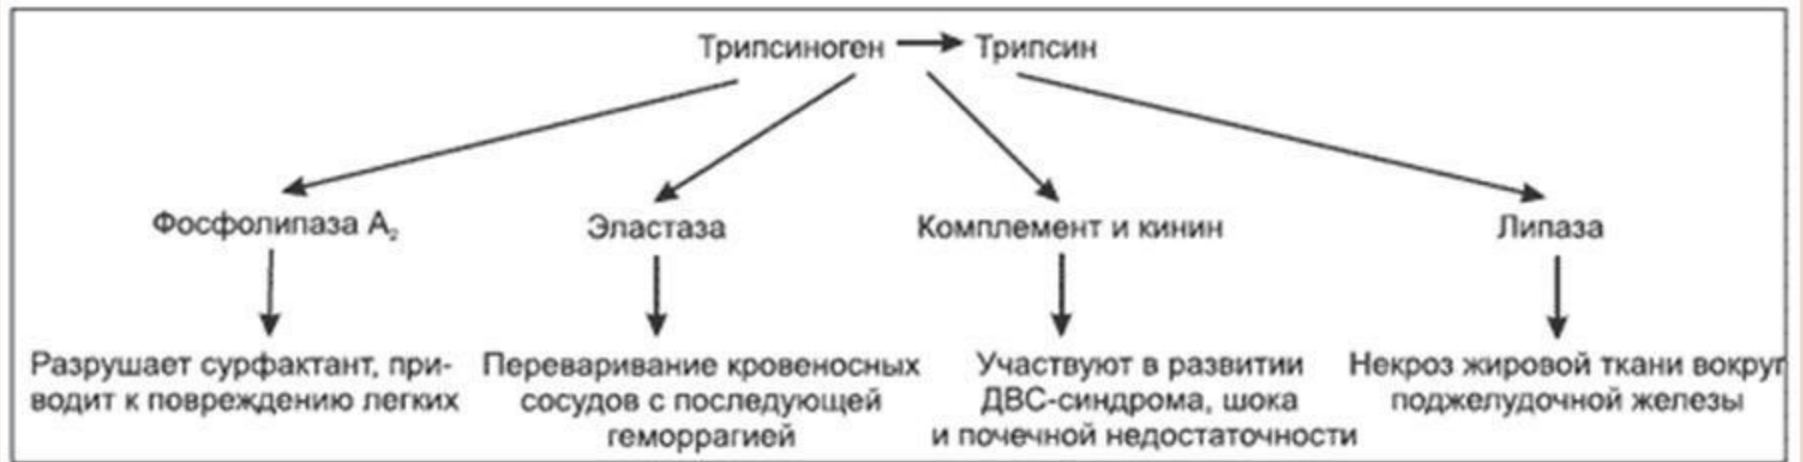 Трипсиноген Трипсин
Фосфолипаза А₂
Эластаза
Комплемент и кинин
Липаза
Разрушает сурфактант, при-
водит к повреждению легких
Переваривание кровеносных
сосудов с последующей
геморрагией
Участвуют в развитии
ДВС-синдрома, шока
и почечной недостаточности
Некроз жировой ткани вокруг
поджелудочной железы